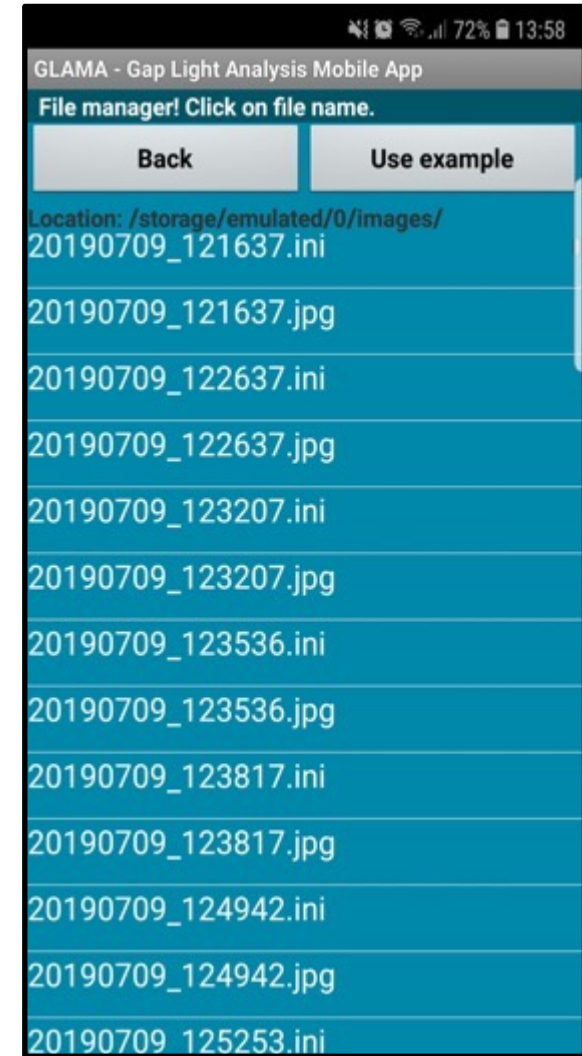 72% 13:58
GLAMA - Gap Light Analysis Mobile App
File manager! Click on file name.
Back Use example
Location: /storage/emulated/0/images/
20190709_121637.ini
20190709_121637.jpg
20190709_122637.ini
20190709_122637.jpg
20190709_123207.ini
20190709_123207.jpg
20190709_123536.ini
20190709_123536.jpg
20190709_123817.ini
20190709_123817.jpg
20190709_124942.ini
20190709_124942.jpg
20190709_125253.ini